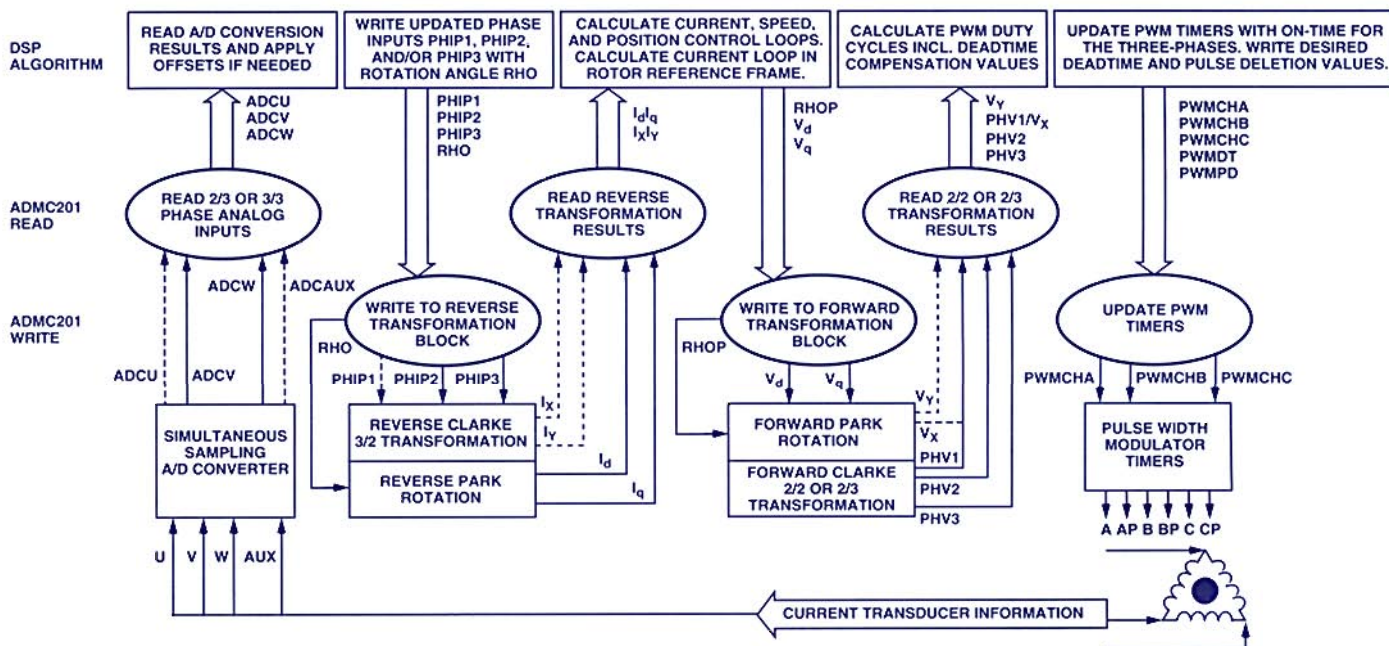 DSP
ALGORITHM
READ A/D CONVERSION
RESULTS AND APPLY
OFFSETS IF NEEDED
WRITE UPDATED PHASE
INPUTS PHIP1, PHIP2,
AND/OR PHIP3 WITH
ROTATION ANGLE RHO
CALCULATE CURRENT, SPEED,
AND POSITION CONTROL LOOPS.
CALCULATE CURRENT LOOP IN
ROTOR REFERENCE FRAME.
CALCULATE PWM DUTY
CYCLES INCL. DEADTIME
COMPENSATION VALUES
UPDATE PWM TIMERS WITH ON-TIME FOR
THE THREE-PHASES. WRITE DESIRED
DEADTIME AND PULSE DELETION VALUES.
ADCU
ADCV
ADCW
PHIP1
PHIP2
PHIP3
RHO
IdIq
IXIY
RHOP
Vd
Vq
VY
PHV1/VX
PHV2
PHV3
PWMCHA
PWMCHB
PWMCHC
PWMDT
PWMPD
ADMC201
READ
READ 2/3 OR 3/3
PHASE ANALOG
INPUTS
READ REVERSE
TRANSFORMATION
RESULTS
READ 2/2 OR 2/3
TRANSFORMATION
RESULTS
ADMC201
WRITE
ADCW
ADCAUX
WRITE TO REVERSE
TRANSFORMATION
BLOCK
WRITE TO FORWARD
TRANSFORMATION
BLOCK
UPDATE PWM
TIMERS
ADCU
ADCV
RHO
PHIP1
PHIP2
PHIP3
RHOP
Vd
Vq
PWMCHA
PWMCHB
PWMCHC
SIMULTANEOUS
SAMPLING
A/D CONVERTER
REVERSE CLARKE
3/2 TRANSFORMATION
REVERSE PARK
ROTATION
IX
IY
Id
Iq
FORWARD PARK
ROTATION
FORWARD CLARKE
2/2 OR 2/3
TRANSFORMATION
VY
VX
PHV1
PHV2
PHV3
PULSE WIDTH
MODULATOR
TIMERS
A AP B BP C CP
U V W AUX
CURRENT TRANSDUCER INFORMATION